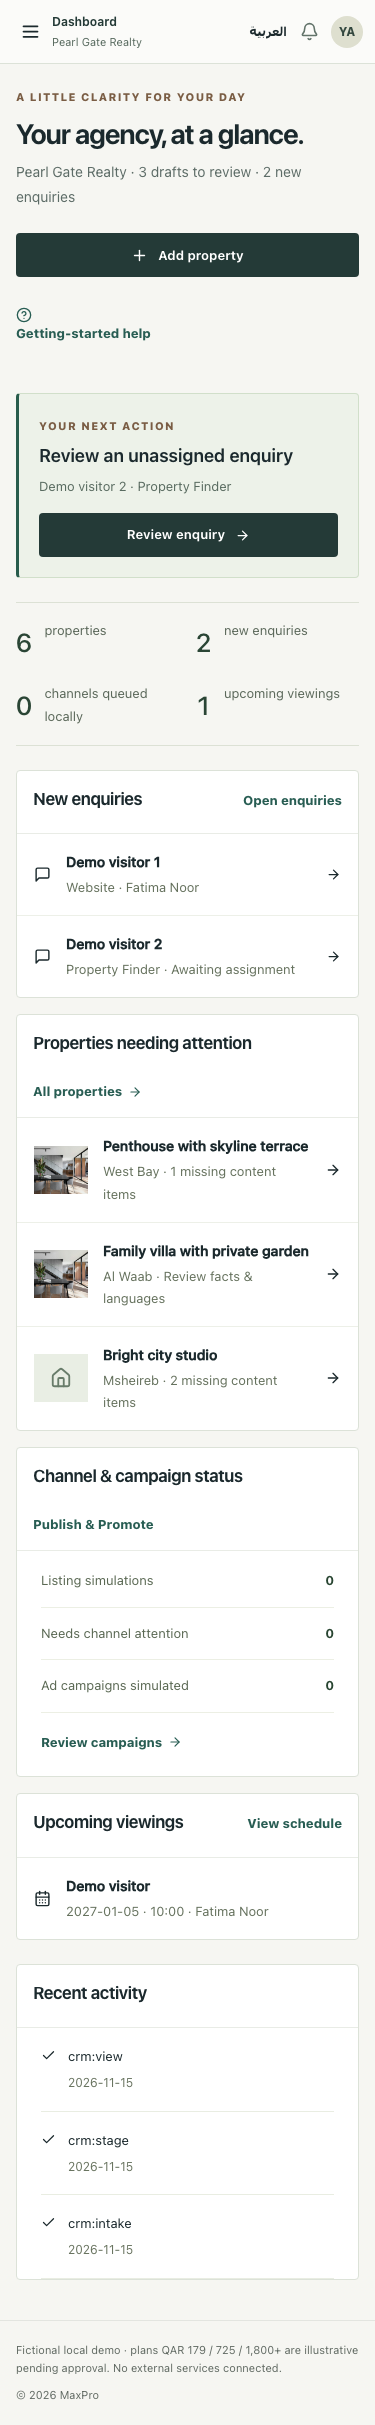 Dashboard
Pearl Gate Realty
العربية
YA
A LITTLE CLARITY FOR YOUR DAY
Your agency, at a glance.
Pearl Gate Realty · 3 drafts to review · 2 new
enquiries
Add property
Getting-started help
YOUR NEXT ACTION
Review an unassigned enquiry
Demo visitor 2 · Property Finder
Review enquiry
6 properties
2 new enquiries
0 channels queued
locally
1 upcoming viewings
New enquiries
Open enquiries
Demo visitor 1
Website · Fatima Noor
Demo visitor 2
Property Finder · Awaiting assignment
Properties needing attention
All properties
Penthouse with skyline terrace
West Bay · 1 missing content
items
Family villa with private garden
Al Waab · Review facts &
languages
Bright city studio
Msheireb · 2 missing content
items
Channel & campaign status
Publish & Promote
Listing simulations 0
Needs channel attention 0
Ad campaigns simulated 0
Review campaigns
Upcoming viewings
View schedule
Demo visitor
2027-01-05 · 10:00 · Fatima Noor
Recent activity
crm:view
2026-11-15
crm:stage
2026-11-15
crm:intake
2026-11-15
Fictional local demo · plans QAR 179 / 725 / 1,800+ are illustrative
pending approval. No external services connected.
© 2026 MaxPro